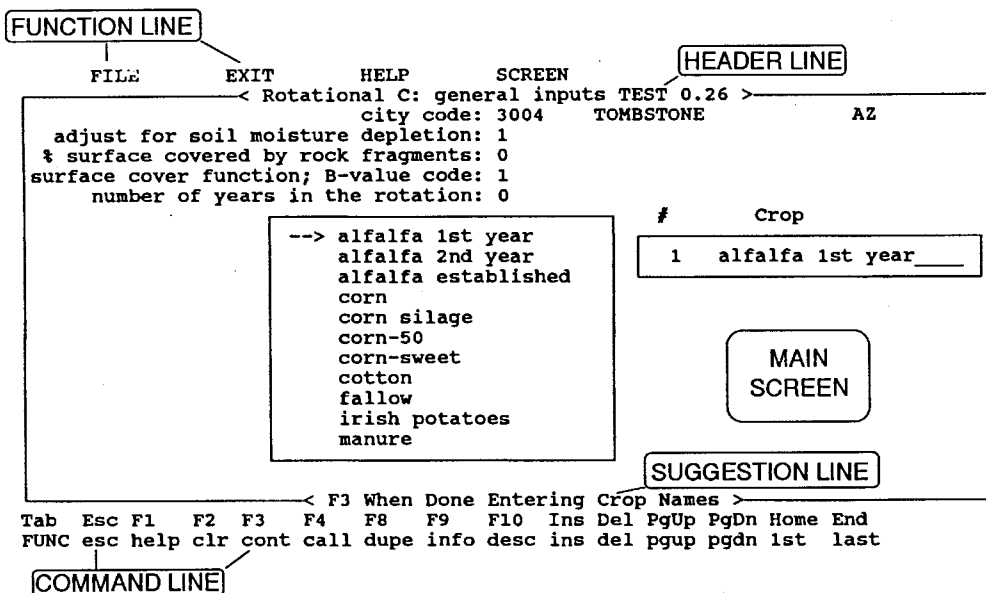 FUNCTION LINE
FILE EXIT HELP SCREEN
HEADER LINE
< Rotational C: general inputs TEST 0.26 >
city code: 3004 TOMBSTONE AZ
adjust for soil moisture depletion: 1
% surface covered by rock fragments: 0
surface cover function; B-value code: 1
number of years in the rotation: 0
# Crop
--> alfalfa 1st year
1 alfalfa 1st year____
alfalfa 2nd year
alfalfa established
corn
corn silage
corn-50
corn-sweet
cotton
fallow
irish potatoes
manure
MAIN
SCREEN
SUGGESTION LINE
< F3 When Done Entering Crop Names >
Tab Esc F1 F2 F3 F4 F8 F9 F10 Ins Del PgUp PgDn Home End
FUNC esc help clr cont call dupe info desc ins del pgup pgdn 1st last
COMMAND LINE